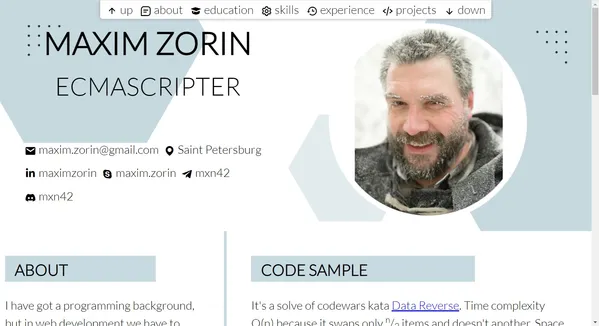 up about education skills experience projects down
MAXIM ZORIN
ECMASCRIPTER
maxim.zorin@gmail.com Saint Petersburg
maximzorin maxim.zorin mxn42
mxn42
ABOUT
I have got a programming background,
but in web development we have to
CODE SAMPLE
It's a solve of codewars kata Data Reverse. Time complexity
O(n) because it swaps only n/2 items and doesn't another. Space